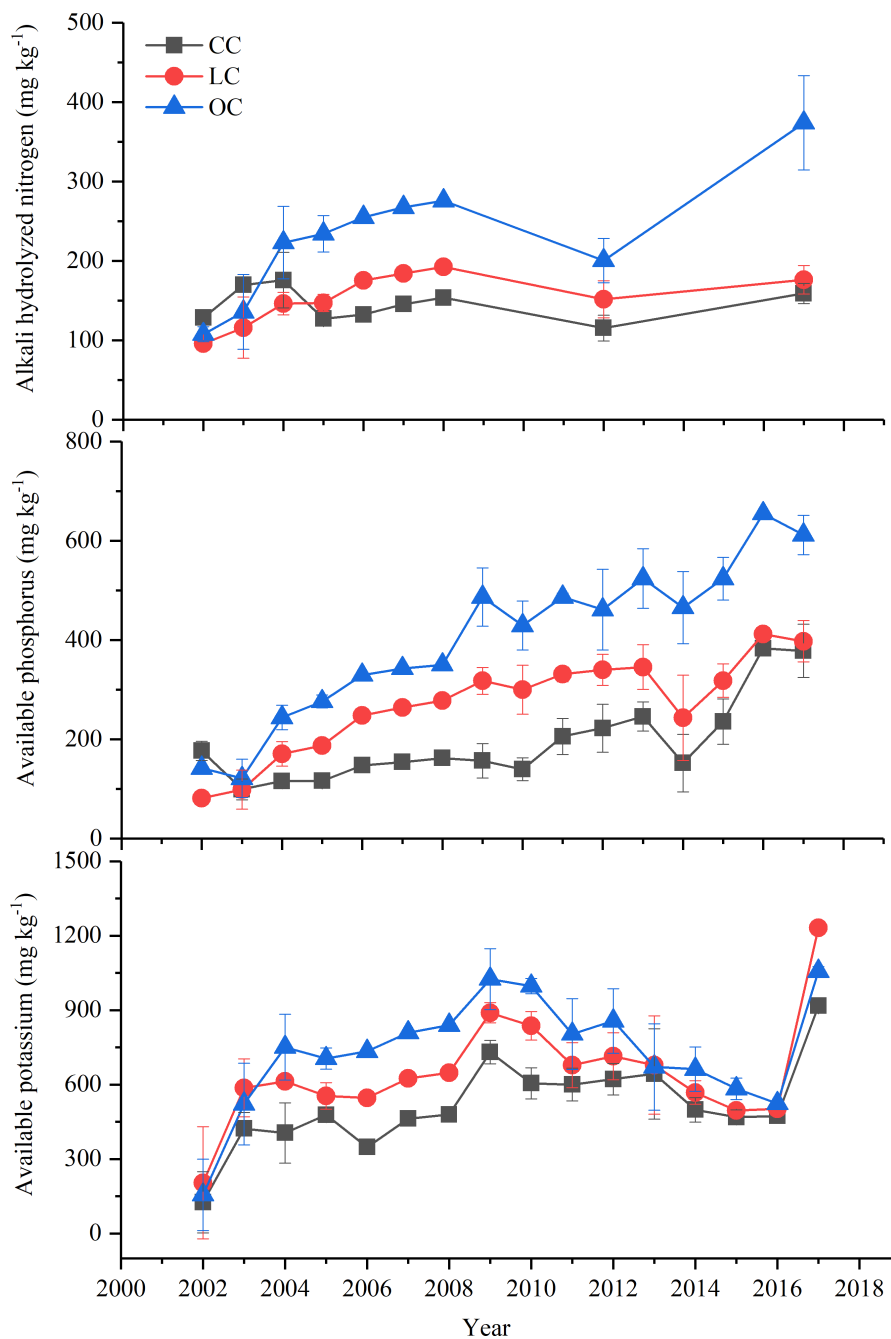 500
400
300
200
100
0
Alkali hydrolyzed nitrogen (mg kg⁻¹)
CC
LC
OC
800
600
400
200
0
Available phosphorus (mg kg⁻¹)
1500
1200
900
600
300
0
Available potassium (mg kg⁻¹)
2000 2002 2004 2006 2008 2010 2012 2014 2016 2018
Year